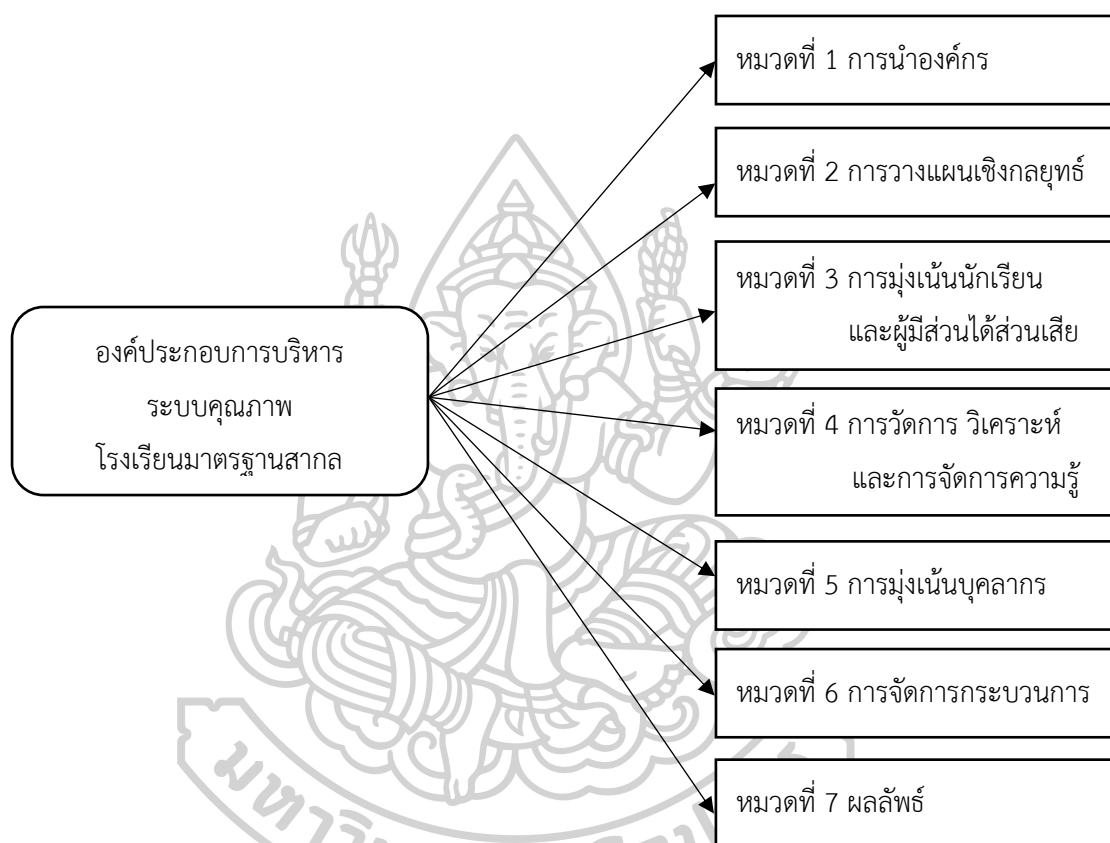 องค์ประกอบการบริหาร
ระบบคุณภาพ
โรงเรียนมาตรฐานสากล
หมวดที่ 1 การนำองค์กร
หมวดที่ 2 การวางแผนเชิงกลยุทธ์
หมวดที่ 3 การมุ่งเน้นนักเรียน
และผู้มีส่วนได้ส่วนเสีย
หมวดที่ 4 การวัดการ วิเคราะห์
และการจัดการความรู้
หมวดที่ 5 การมุ่งเน้นบุคลากร
หมวดที่ 6 การจัดการกระบวนการ
หมวดที่ 7 ผลลัพธ์